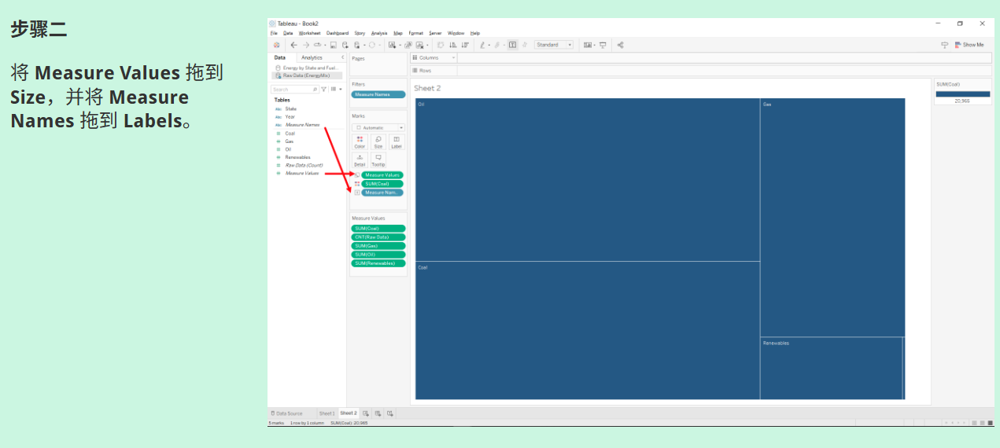 步骤二
将 Measure Values 拖到
Size，并将 Measure
Names 拖到 Labels。
Tableau - Book2
File Data Worksheet Dashboard Story Analysis Map Format Server Window Help
Standard
Show Me
Data Analytics
Energy by State and Fuel...
Raw Data (EnergyMix)
Search
Tables
Abc State
Abc Year
Abc Measure Names
Coal
Gas
Oil
Renewables
Raw Data (Count)
Measure Values
Pages
Filters
Measure Names
Marks
Automatic
Color Size Label
Detail Tooltip
Measure Values
SUM(Coal)
Measure Nam..
Measure Values
SUM(Coal)
CNT(Raw Data)
SUM(Gas)
SUM(Oil)
SUM(Renewables)
Columns
Rows
Sheet 2
Oil
Gas
Coal
Renewables
SUM(Coal)
20,965
Data Source Sheet 1 Sheet 2
5 marks 1 row by 1 column SUM(Coal): 20,965